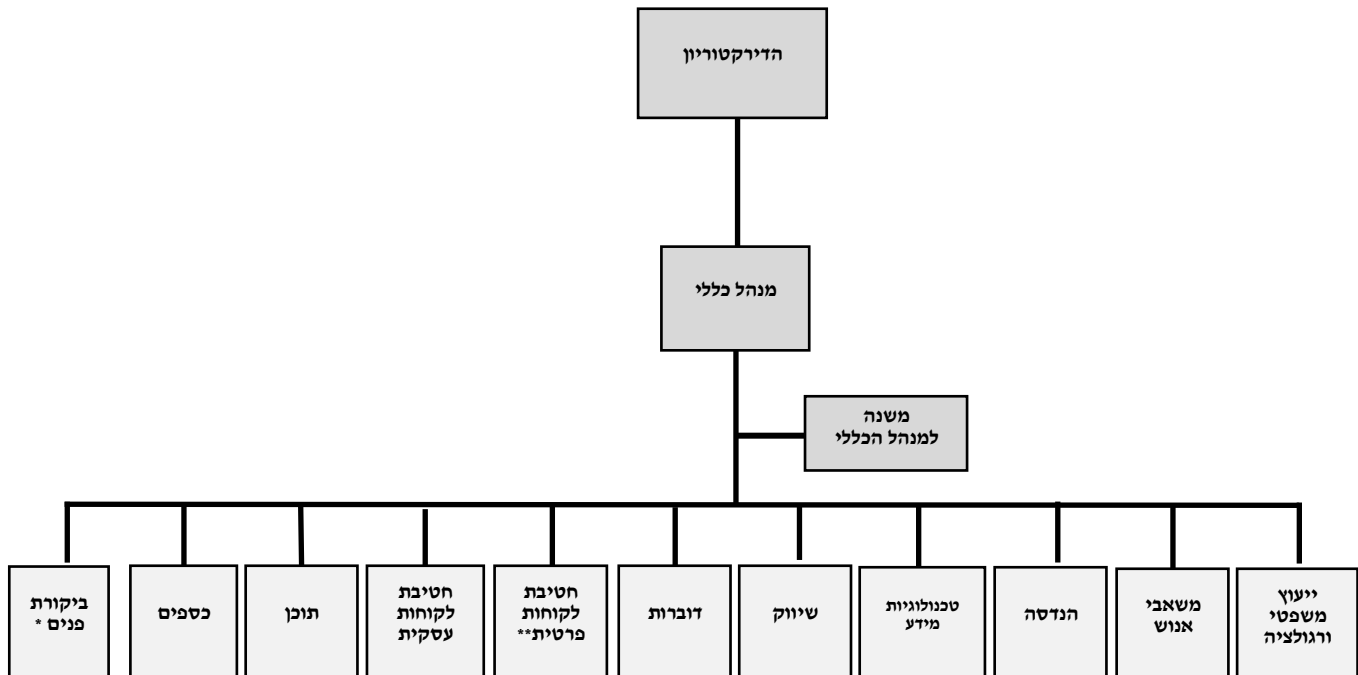 הדירקטוריון
מנהל כללי
משנה
למנהל הכללי
ייעוץ
משפטי
ורגולציה
משאבי
אנוש
הנדסה
טכנולוגיות
מידע
שיווק
דוברות
חטיבת
לקוחות
פרטית**
חטיבת
לקוחות
עסקית
תוכן
כספים
ביקורת
פנים *